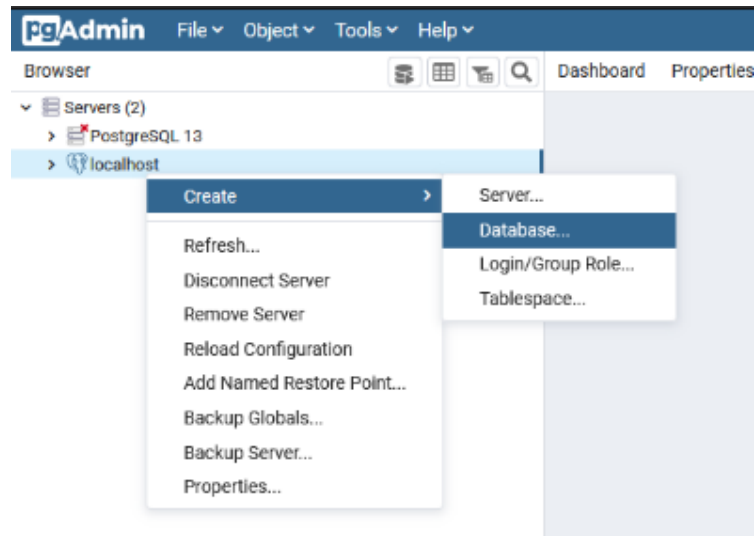 pgAdmin File Object Tools Help
Browser Dashboard Properties
Servers (2)
PostgreSQL 13
localhost
Create
Refresh...
Disconnect Server
Remove Server
Reload Configuration
Add Named Restore Point...
Backup Globals...
Backup Server...
Properties...
Server...
Database...
Login/Group Role...
Tablespace...